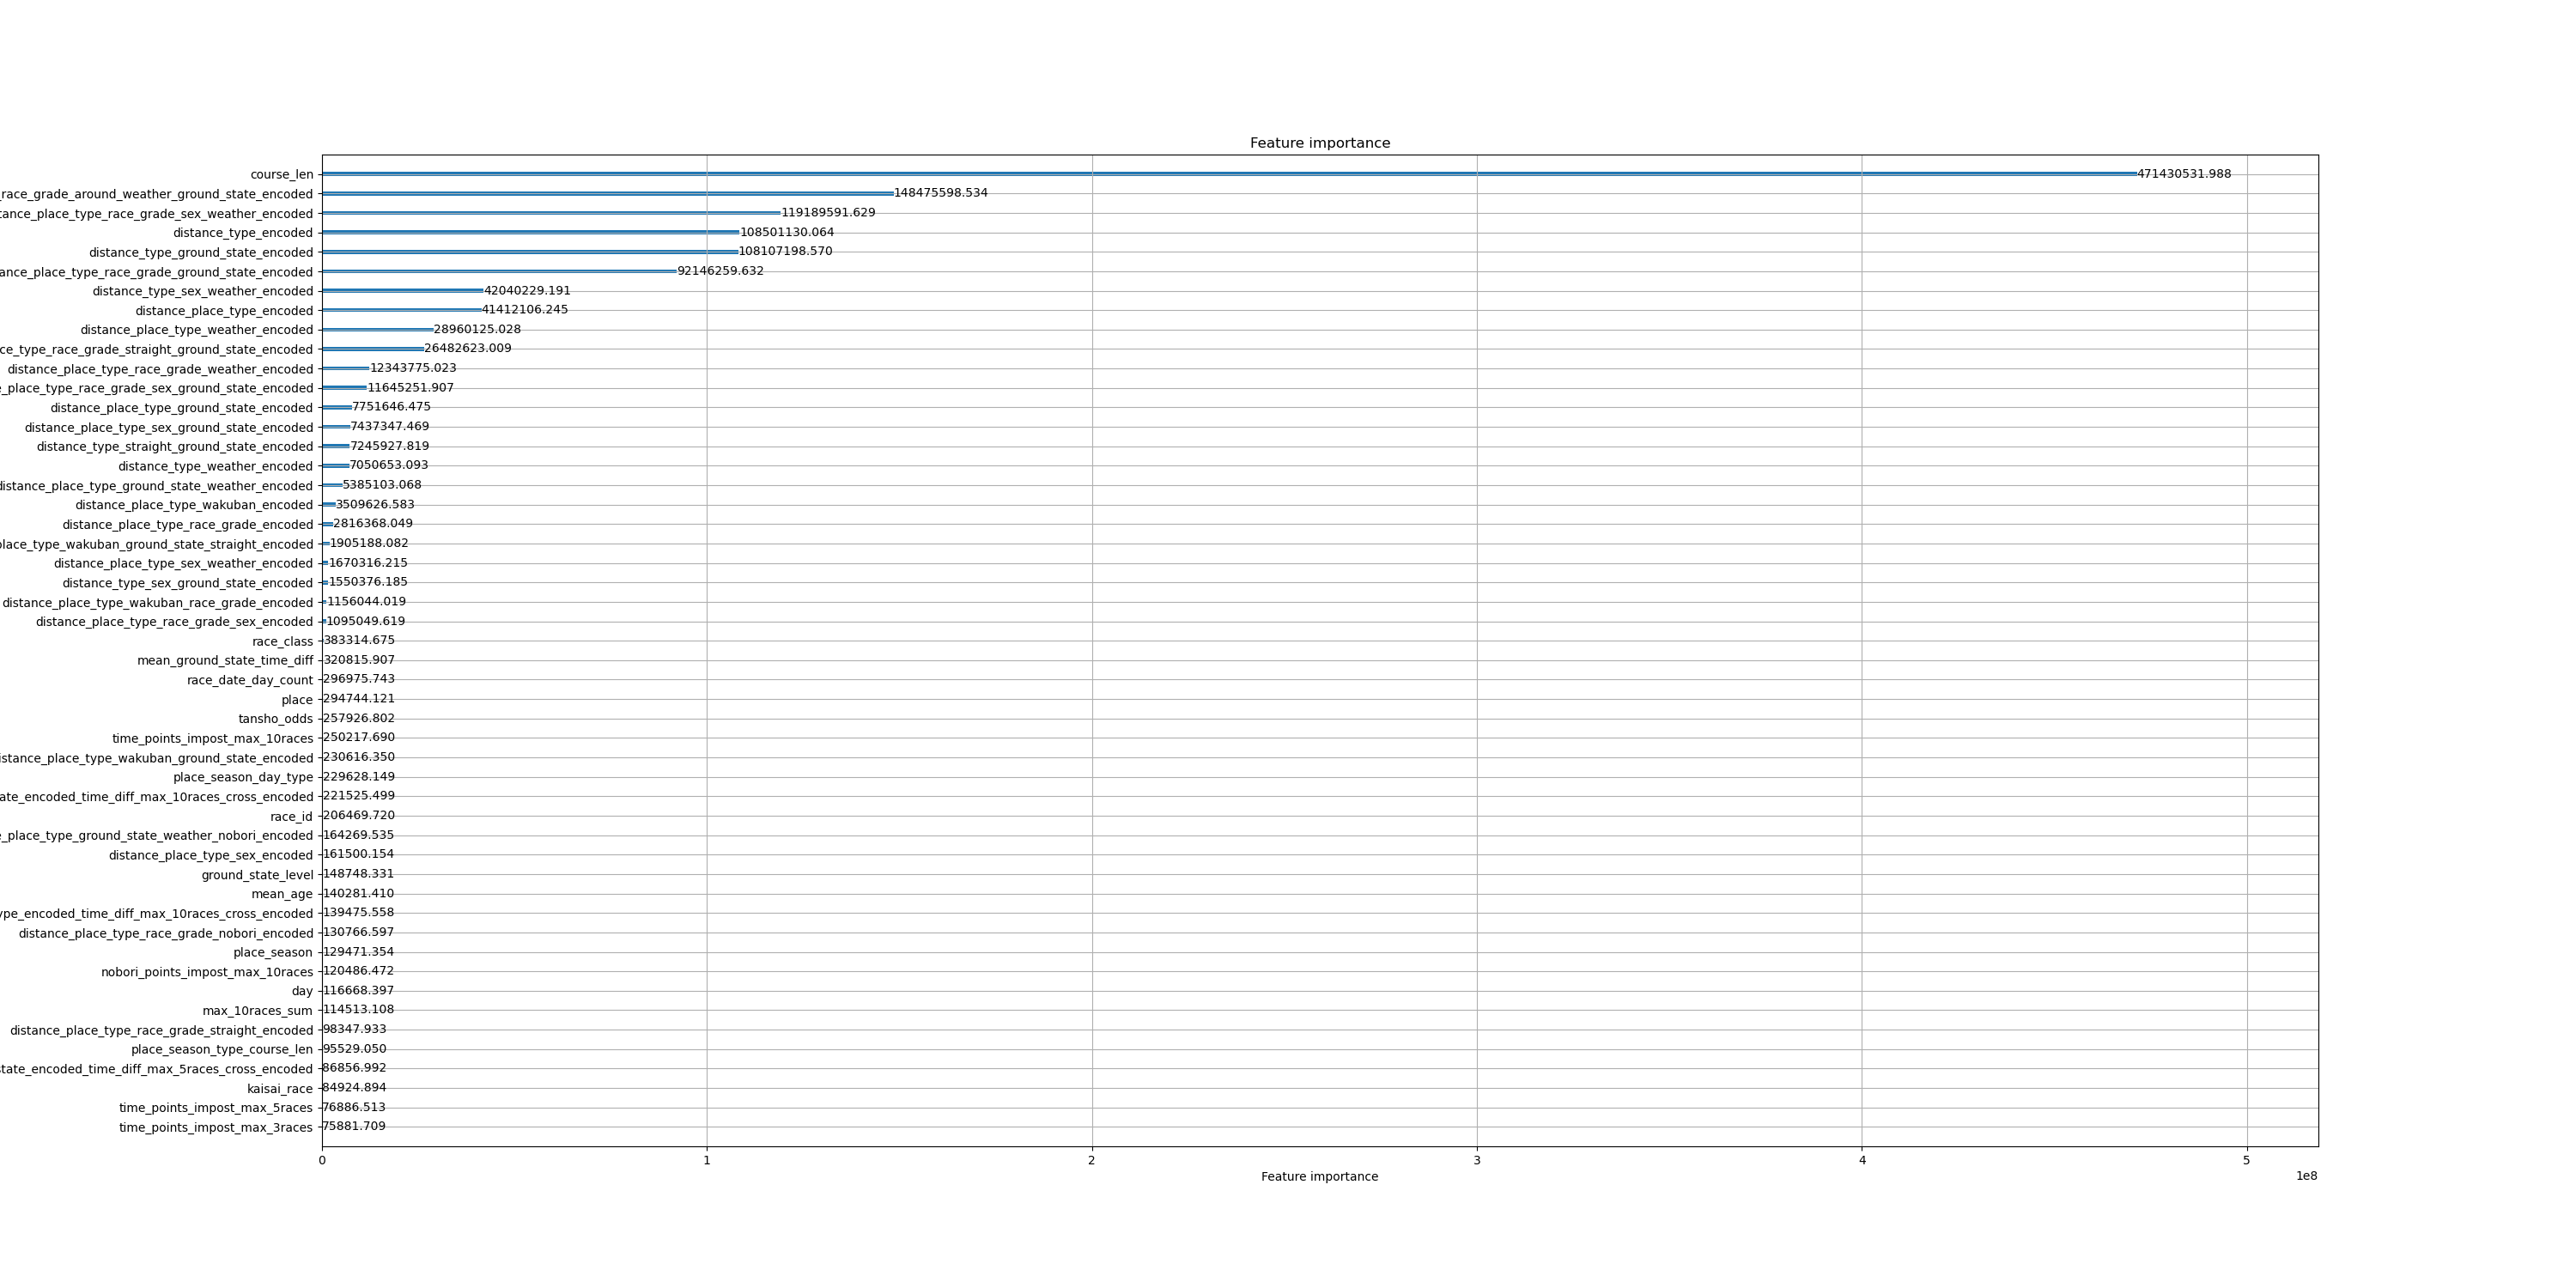 Feature importance
course_len 471430531.988
race_grade_around_weather_ground_state_encoded 148475598.534
tance_place_type_race_grade_sex_weather_encoded 119189591.629
distance_type_encoded 108501130.064
distance_type_ground_state_encoded 108107198.570
ance_place_type_race_grade_ground_state_encoded 92146259.632
distance_type_sex_weather_encoded 42040229.191
distance_place_type_encoded 41412106.245
distance_place_type_weather_encoded 28960125.028
ce_type_race_grade_straight_ground_state_encoded 26482623.009
distance_place_type_race_grade_weather_encoded 12343775.023
_place_type_race_grade_sex_ground_state_encoded 11645251.907
distance_place_type_ground_state_encoded 7751646.475
distance_place_type_sex_ground_state_encoded 7437347.469
distance_type_straight_ground_state_encoded 7245927.819
distance_type_weather_encoded 7050653.093
distance_place_type_ground_state_weather_encoded 5385103.068
distance_place_type_wakuban_encoded 3509626.583
distance_place_type_race_grade_encoded 2816368.049
place_type_wakuban_ground_state_straight_encoded 1905188.082
distance_place_type_sex_weather_encoded 1670316.215
distance_type_sex_ground_state_encoded 1550376.185
distance_place_type_wakuban_race_grade_encoded 1156044.019
distance_place_type_race_grade_sex_encoded 1095049.619
race_class 383314.675
mean_ground_state_time_diff 320815.907
race_date_day_count 296975.743
place 294744.121
tansho_odds 257926.802
time_points_impost_max_10races 250217.690
istance_place_type_wakuban_ground_state_encoded 230616.350
place_season_day_type 229628.149
ate_encoded_time_diff_max_10races_cross_encoded 221525.499
race_id 206469.720
_place_type_ground_state_weather_nobori_encoded 164269.535
distance_place_type_sex_encoded 161500.154
ground_state_level 148748.331
mean_age 140281.410
ype_encoded_time_diff_max_10races_cross_encoded 139475.558
distance_place_type_race_grade_nobori_encoded 130766.597
place_season 129471.354
nobori_points_impost_max_10races 120486.472
day 116668.397
max_10races_sum 114513.108
distance_place_type_race_grade_straight_encoded 98347.933
place_season_type_course_len 95529.050
tate_encoded_time_diff_max_5races_cross_encoded 86856.992
kaisai_race 84924.894
time_points_impost_max_5races 76886.513
time_points_impost_max_3races 75881.709
0 1 2 3 4 5
1e8
Feature importance